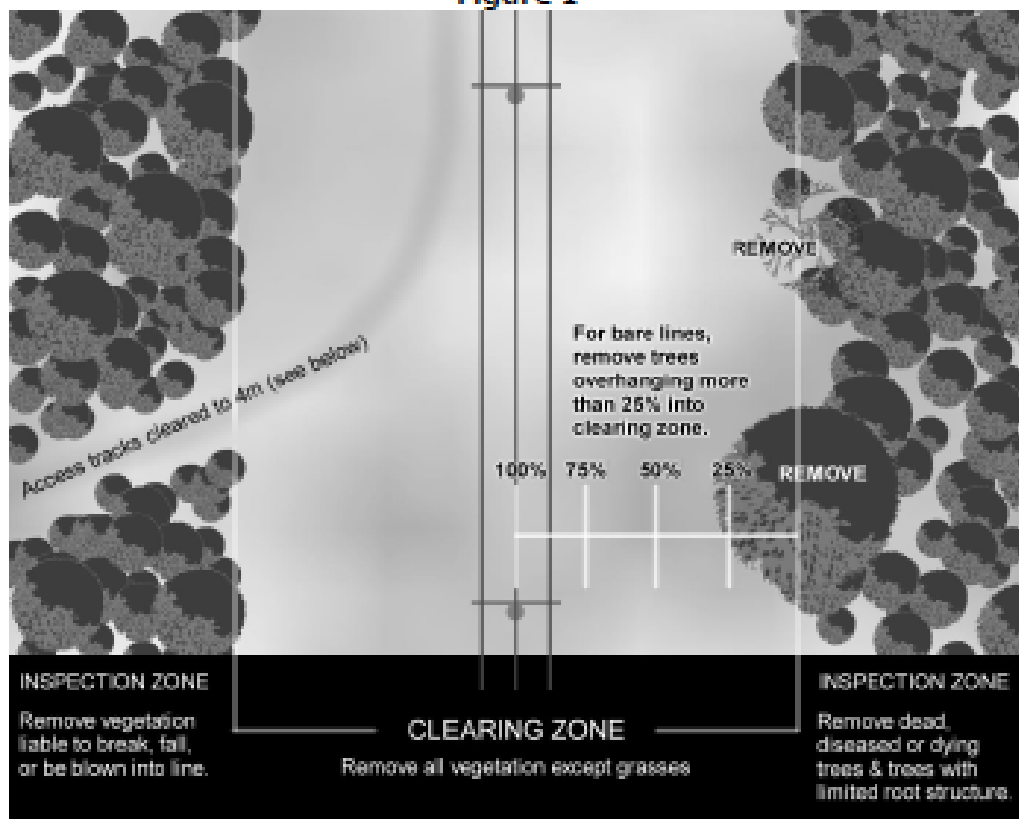 Figure 1
REMOVE
For bare lines,
remove trees
overhanging more
than 25% into
clearing zone.
Access tracks cleared to 4m (see below)
100% 75% 50% 25%
REMOVE
INSPECTION ZONE
Remove vegetation
liable to break, fall,
or be blown into line.
CLEARING ZONE
Remove all vegetation except grasses
INSPECTION ZONE
Remove dead,
diseased or dying
trees & trees with
limited root structure.